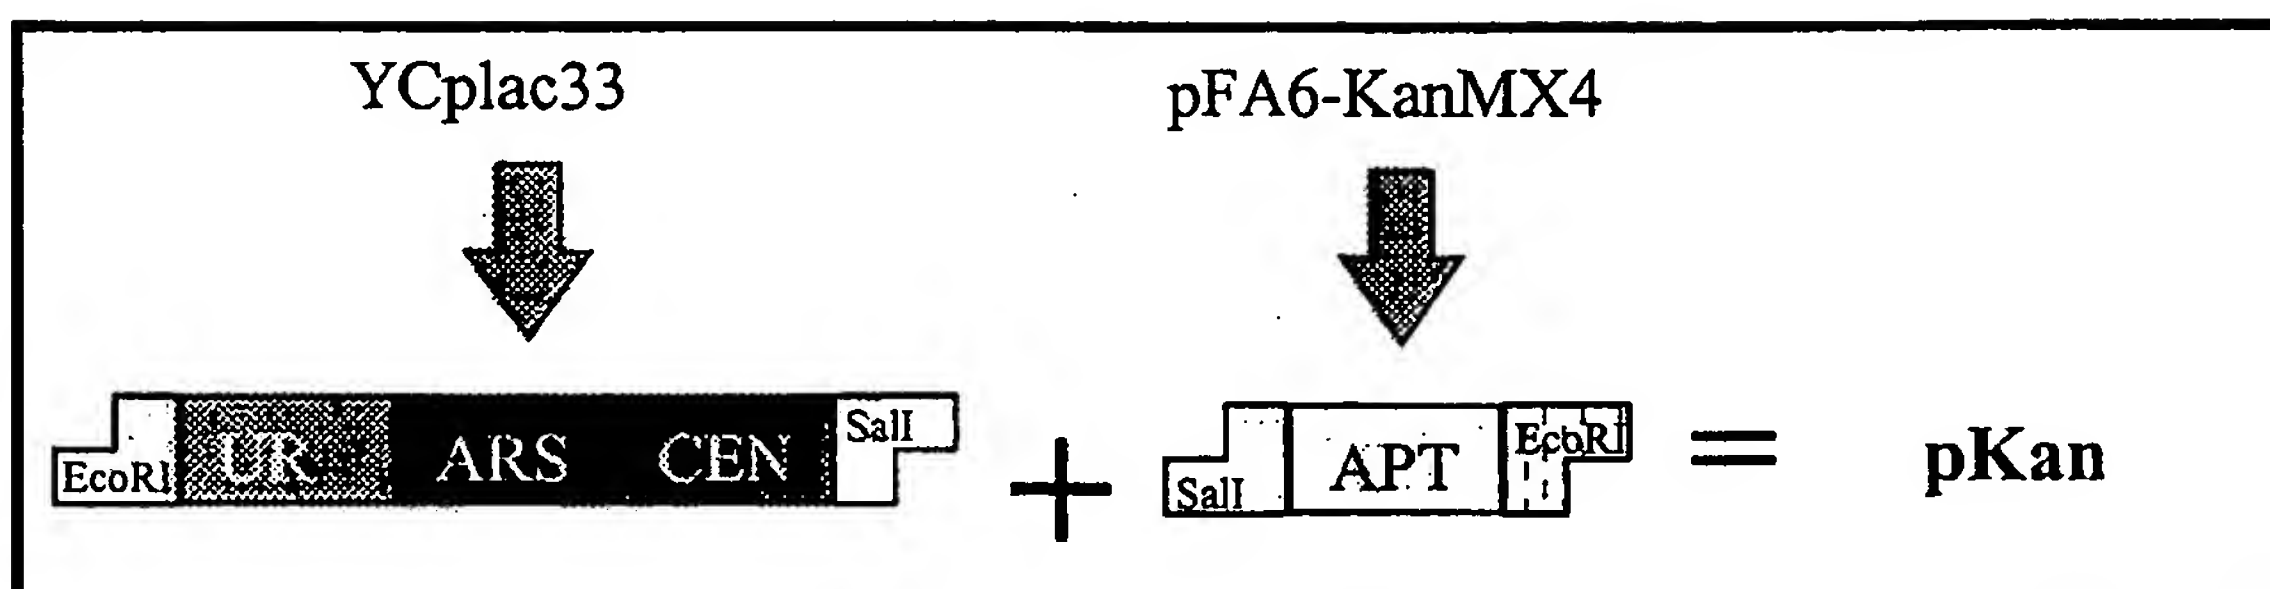 YCplac33
pFA6-KanMX4
EcoRI UR ARS CEN SalI + SalI APT EcoRI = pKan